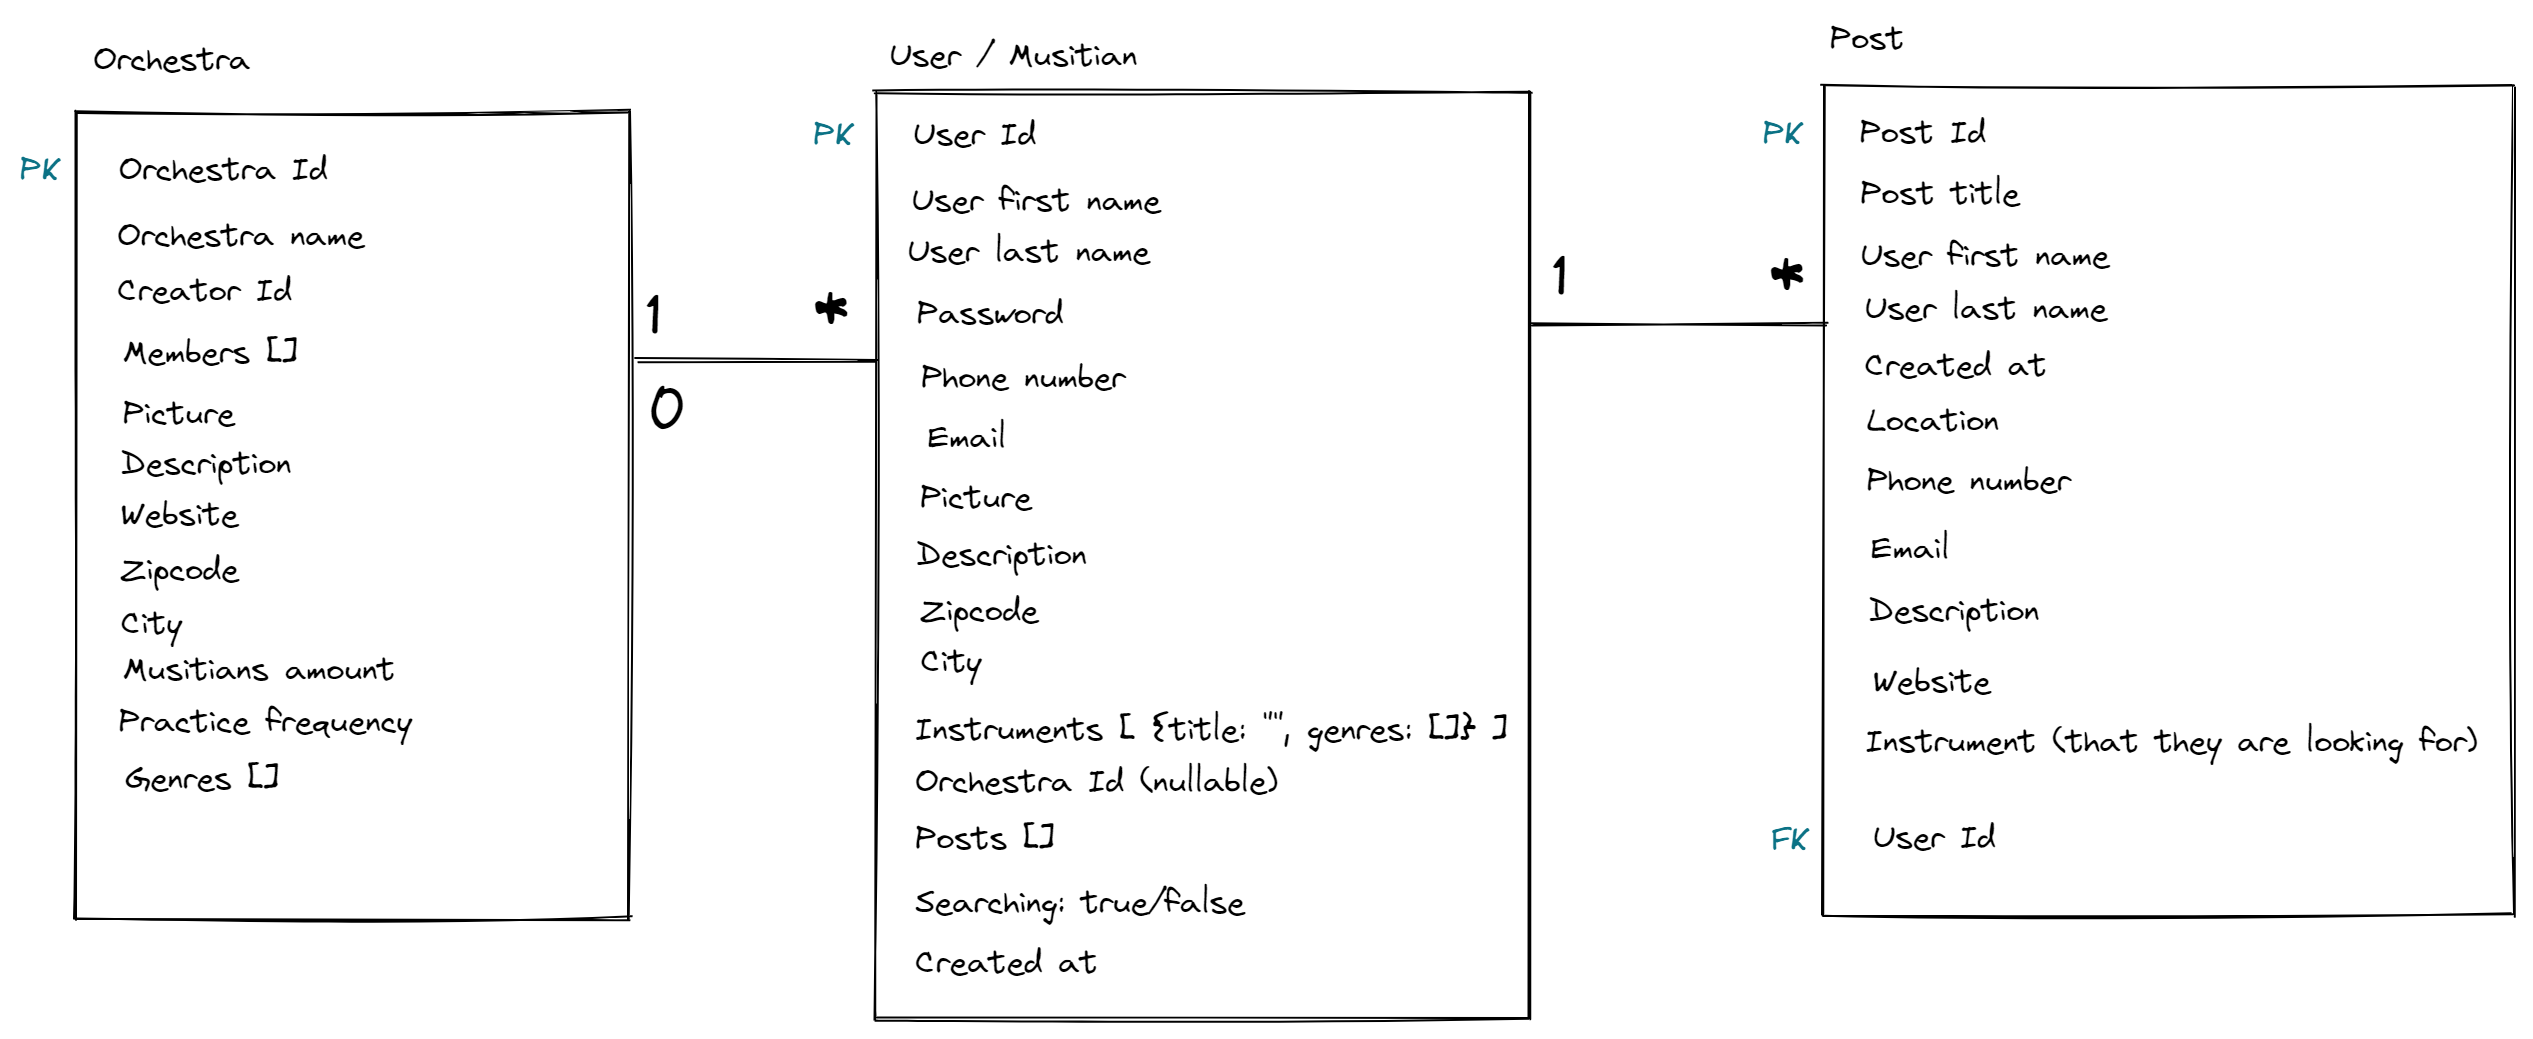 Orchestra
PK
Orchestra Id
Orchestra name
Creator Id
Members []
Picture
Description
Website
Zipcode
City
Musitians amount
Practice frequency
Genres []
1
0
*
User / Musitian
PK
User Id
User first name
User last name
Password
Phone number
Email
Picture
Description
Zipcode
City
Instruments [ {title: "", genres: []} ]
Orchestra Id (nullable)
Posts []
Searching: true/false
Created at
1
*
Post
PK
Post Id
Post title
User first name
User last name
Created at
Location
Phone number
Email
Description
Website
Instrument (that they are looking for)
FK
User Id